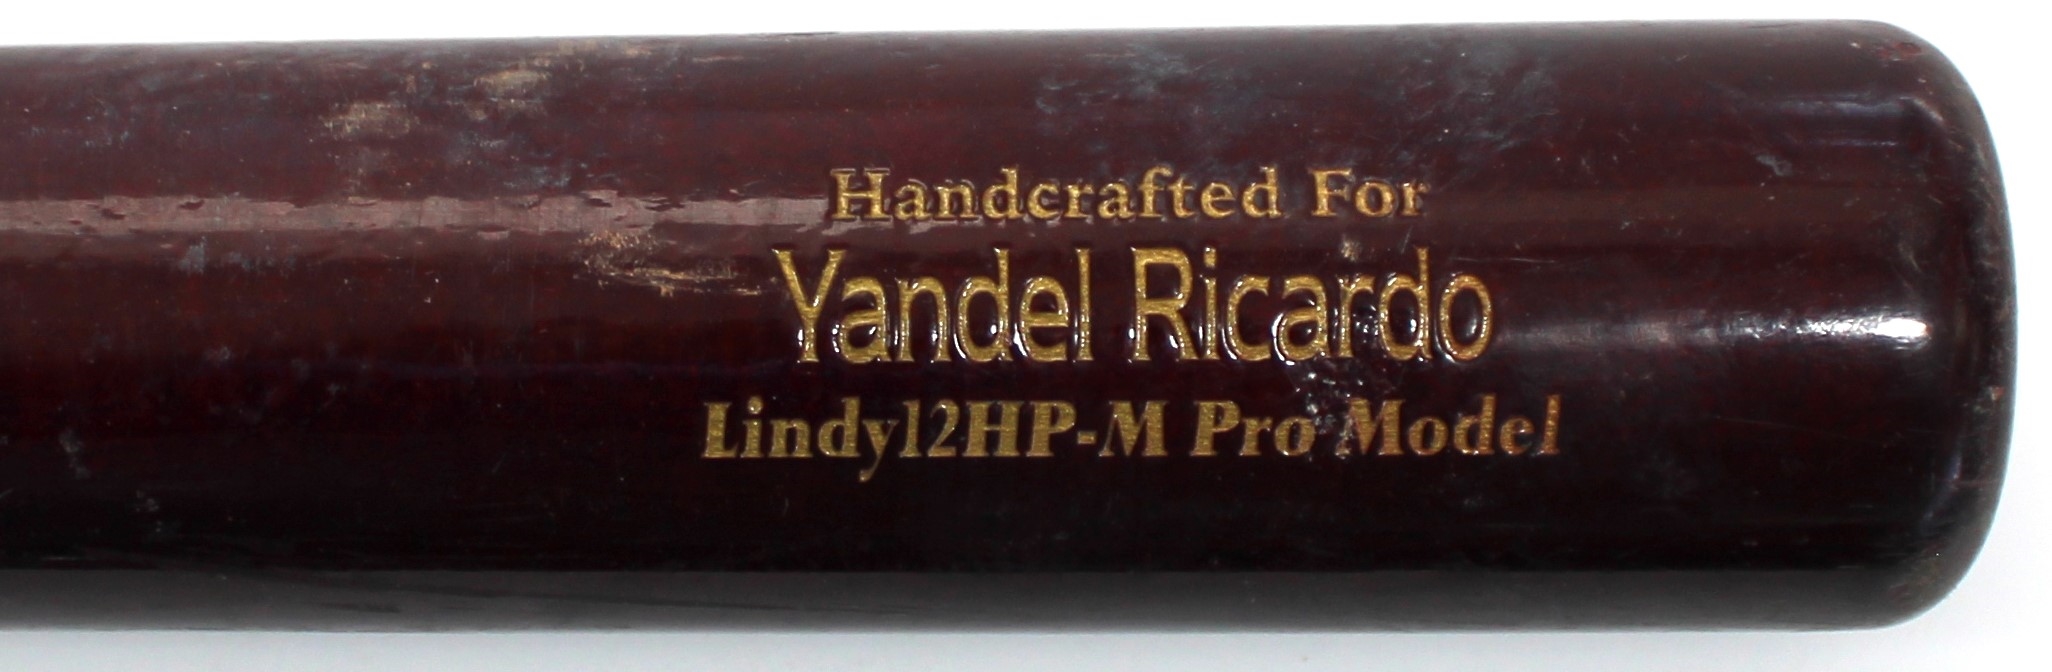 Handcrafted For
Yandel Ricardo
Lindy12HP-M Pro Model